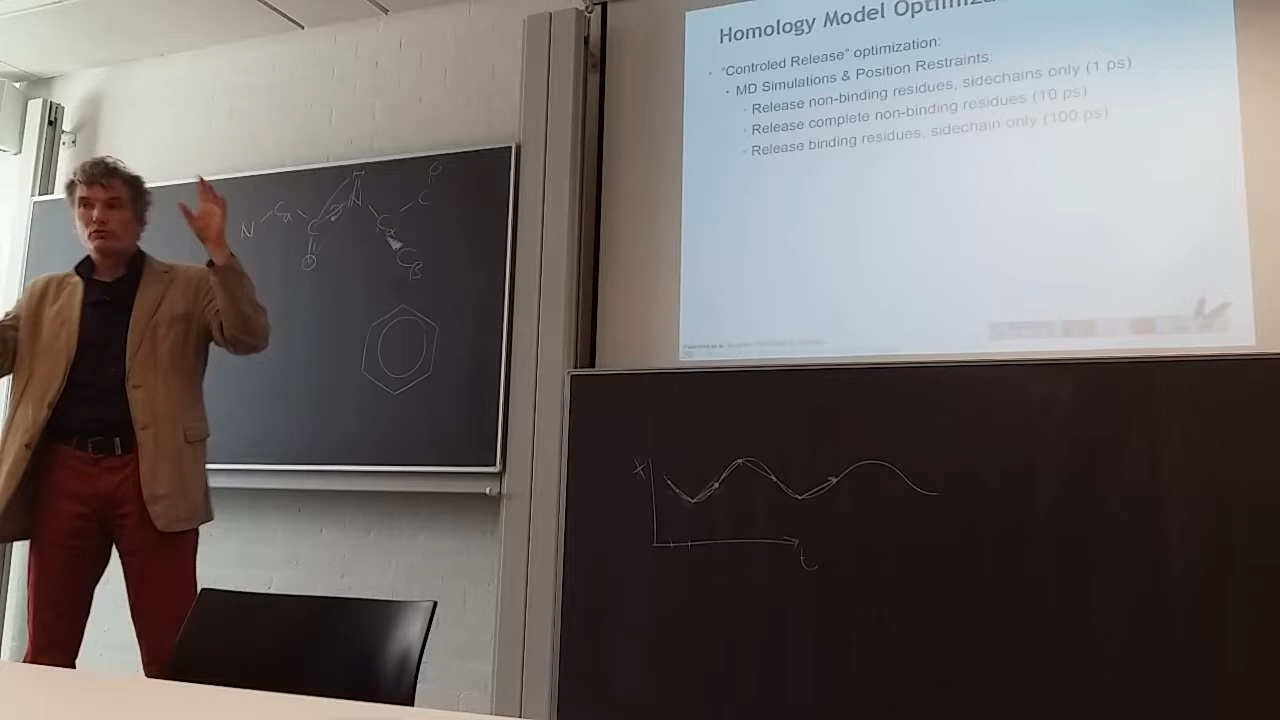 Homology Model
"Controled Release" optimization:
MD Simulations & Position Restraints:
Release non-binding residues, sidechains only (1 ps)
Release complete non-binding residues (10 ps)
Release binding residues, sidechain only (100 ps)
N Cα C O N H Cα C O
Cβ
x
t